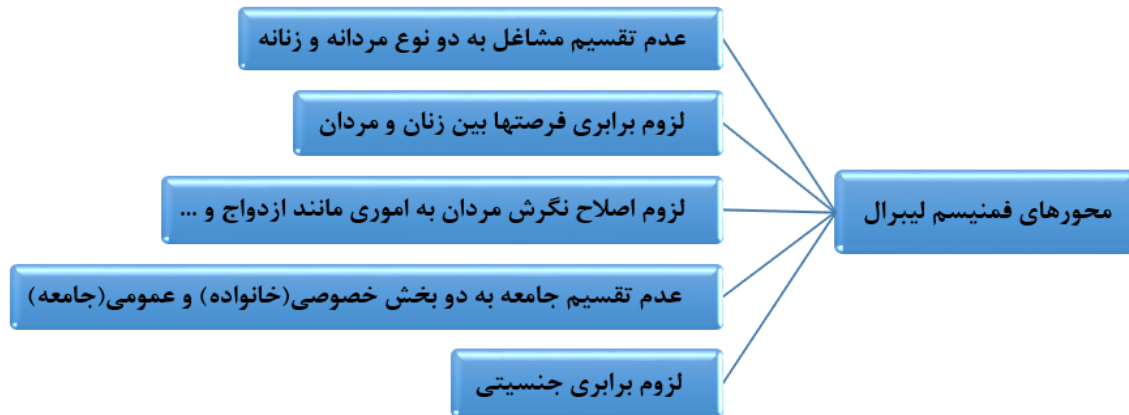 محورهای فمنیسم لیبرال
عدم تقسیم مشاغل به دو نوع مردانه و زنانه
لزوم برابری فرصتها بین زنان و مردان
لزوم اصلاح نگرش مردان به اموری مانند ازدواج و ...
عدم تقسیم جامعه به دو بخش خصوصی(خانواده) و عمومی(جامعه)
لزوم برابری جنسیتی